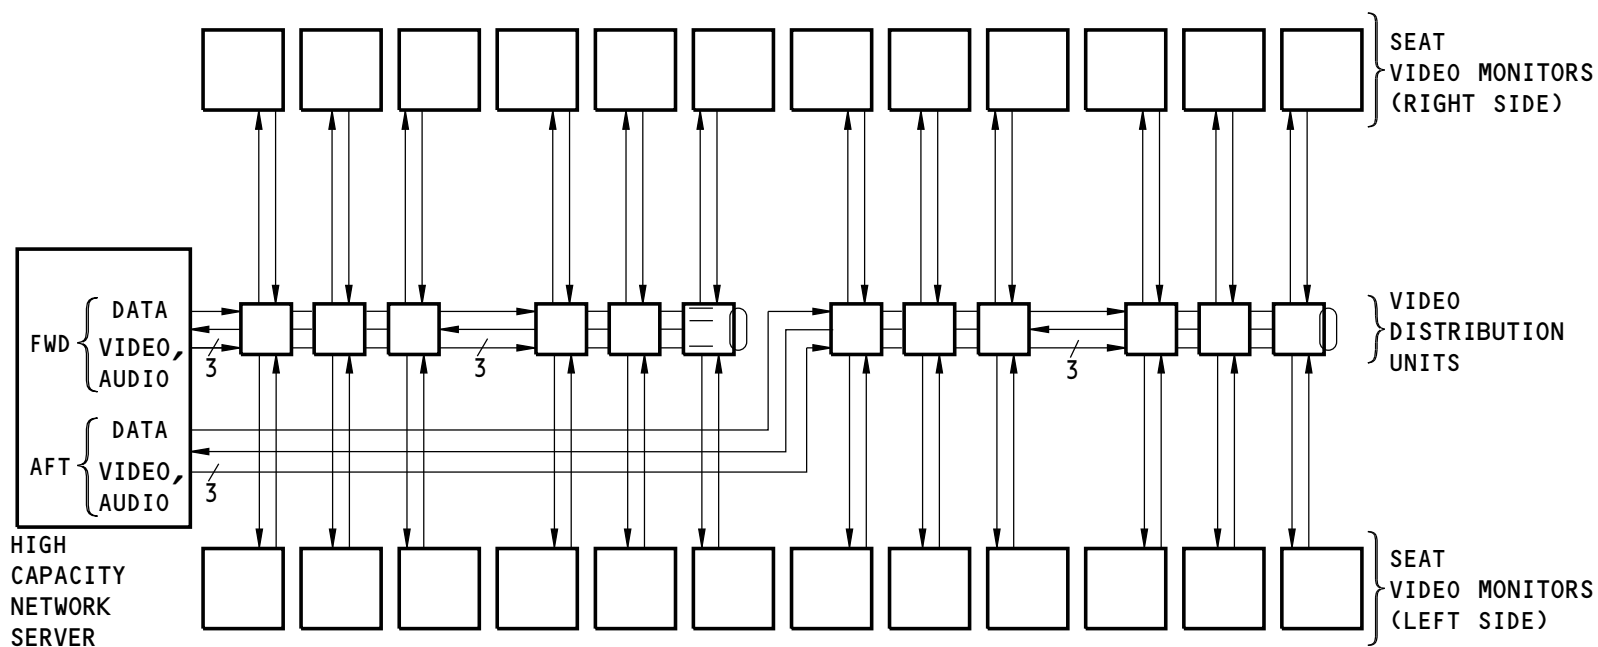 SEAT
VIDEO MONITORS
(RIGHT SIDE)
FWD
DATA
VIDEO,
AUDIO
3
3
3
VIDEO
DISTRIBUTION
UNITS
AFT
DATA
VIDEO,
AUDIO
3
HIGH
CAPACITY
NETWORK
SERVER
SEAT
VIDEO MONITORS
(LEFT SIDE)